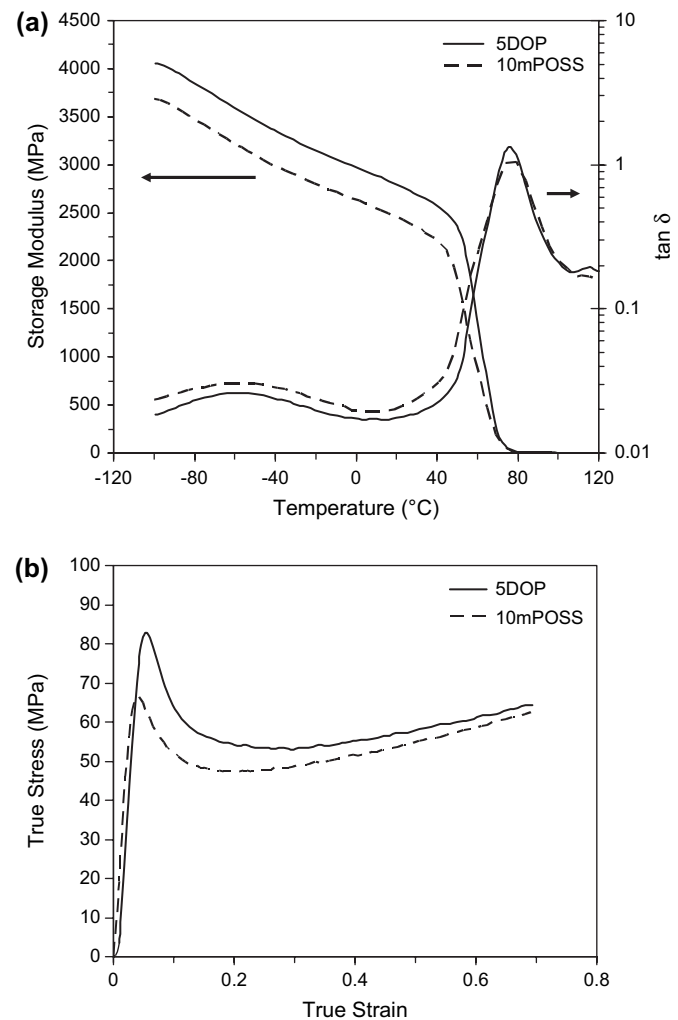 (a)
4500
4000
3500
3000
2500
2000
1500
1000
500
0
Storage Modulus (MPa)
5DOP
10mPOSS
10
1
0.1
0.01
tan δ
-120 -80 -40 0 40 80 120
Temperature (°C)
(b)
100
90
80
70
60
50
40
30
20
10
0
True Stress (MPa)
5DOP
10mPOSS
0 0.2 0.4 0.6 0.8
True Strain